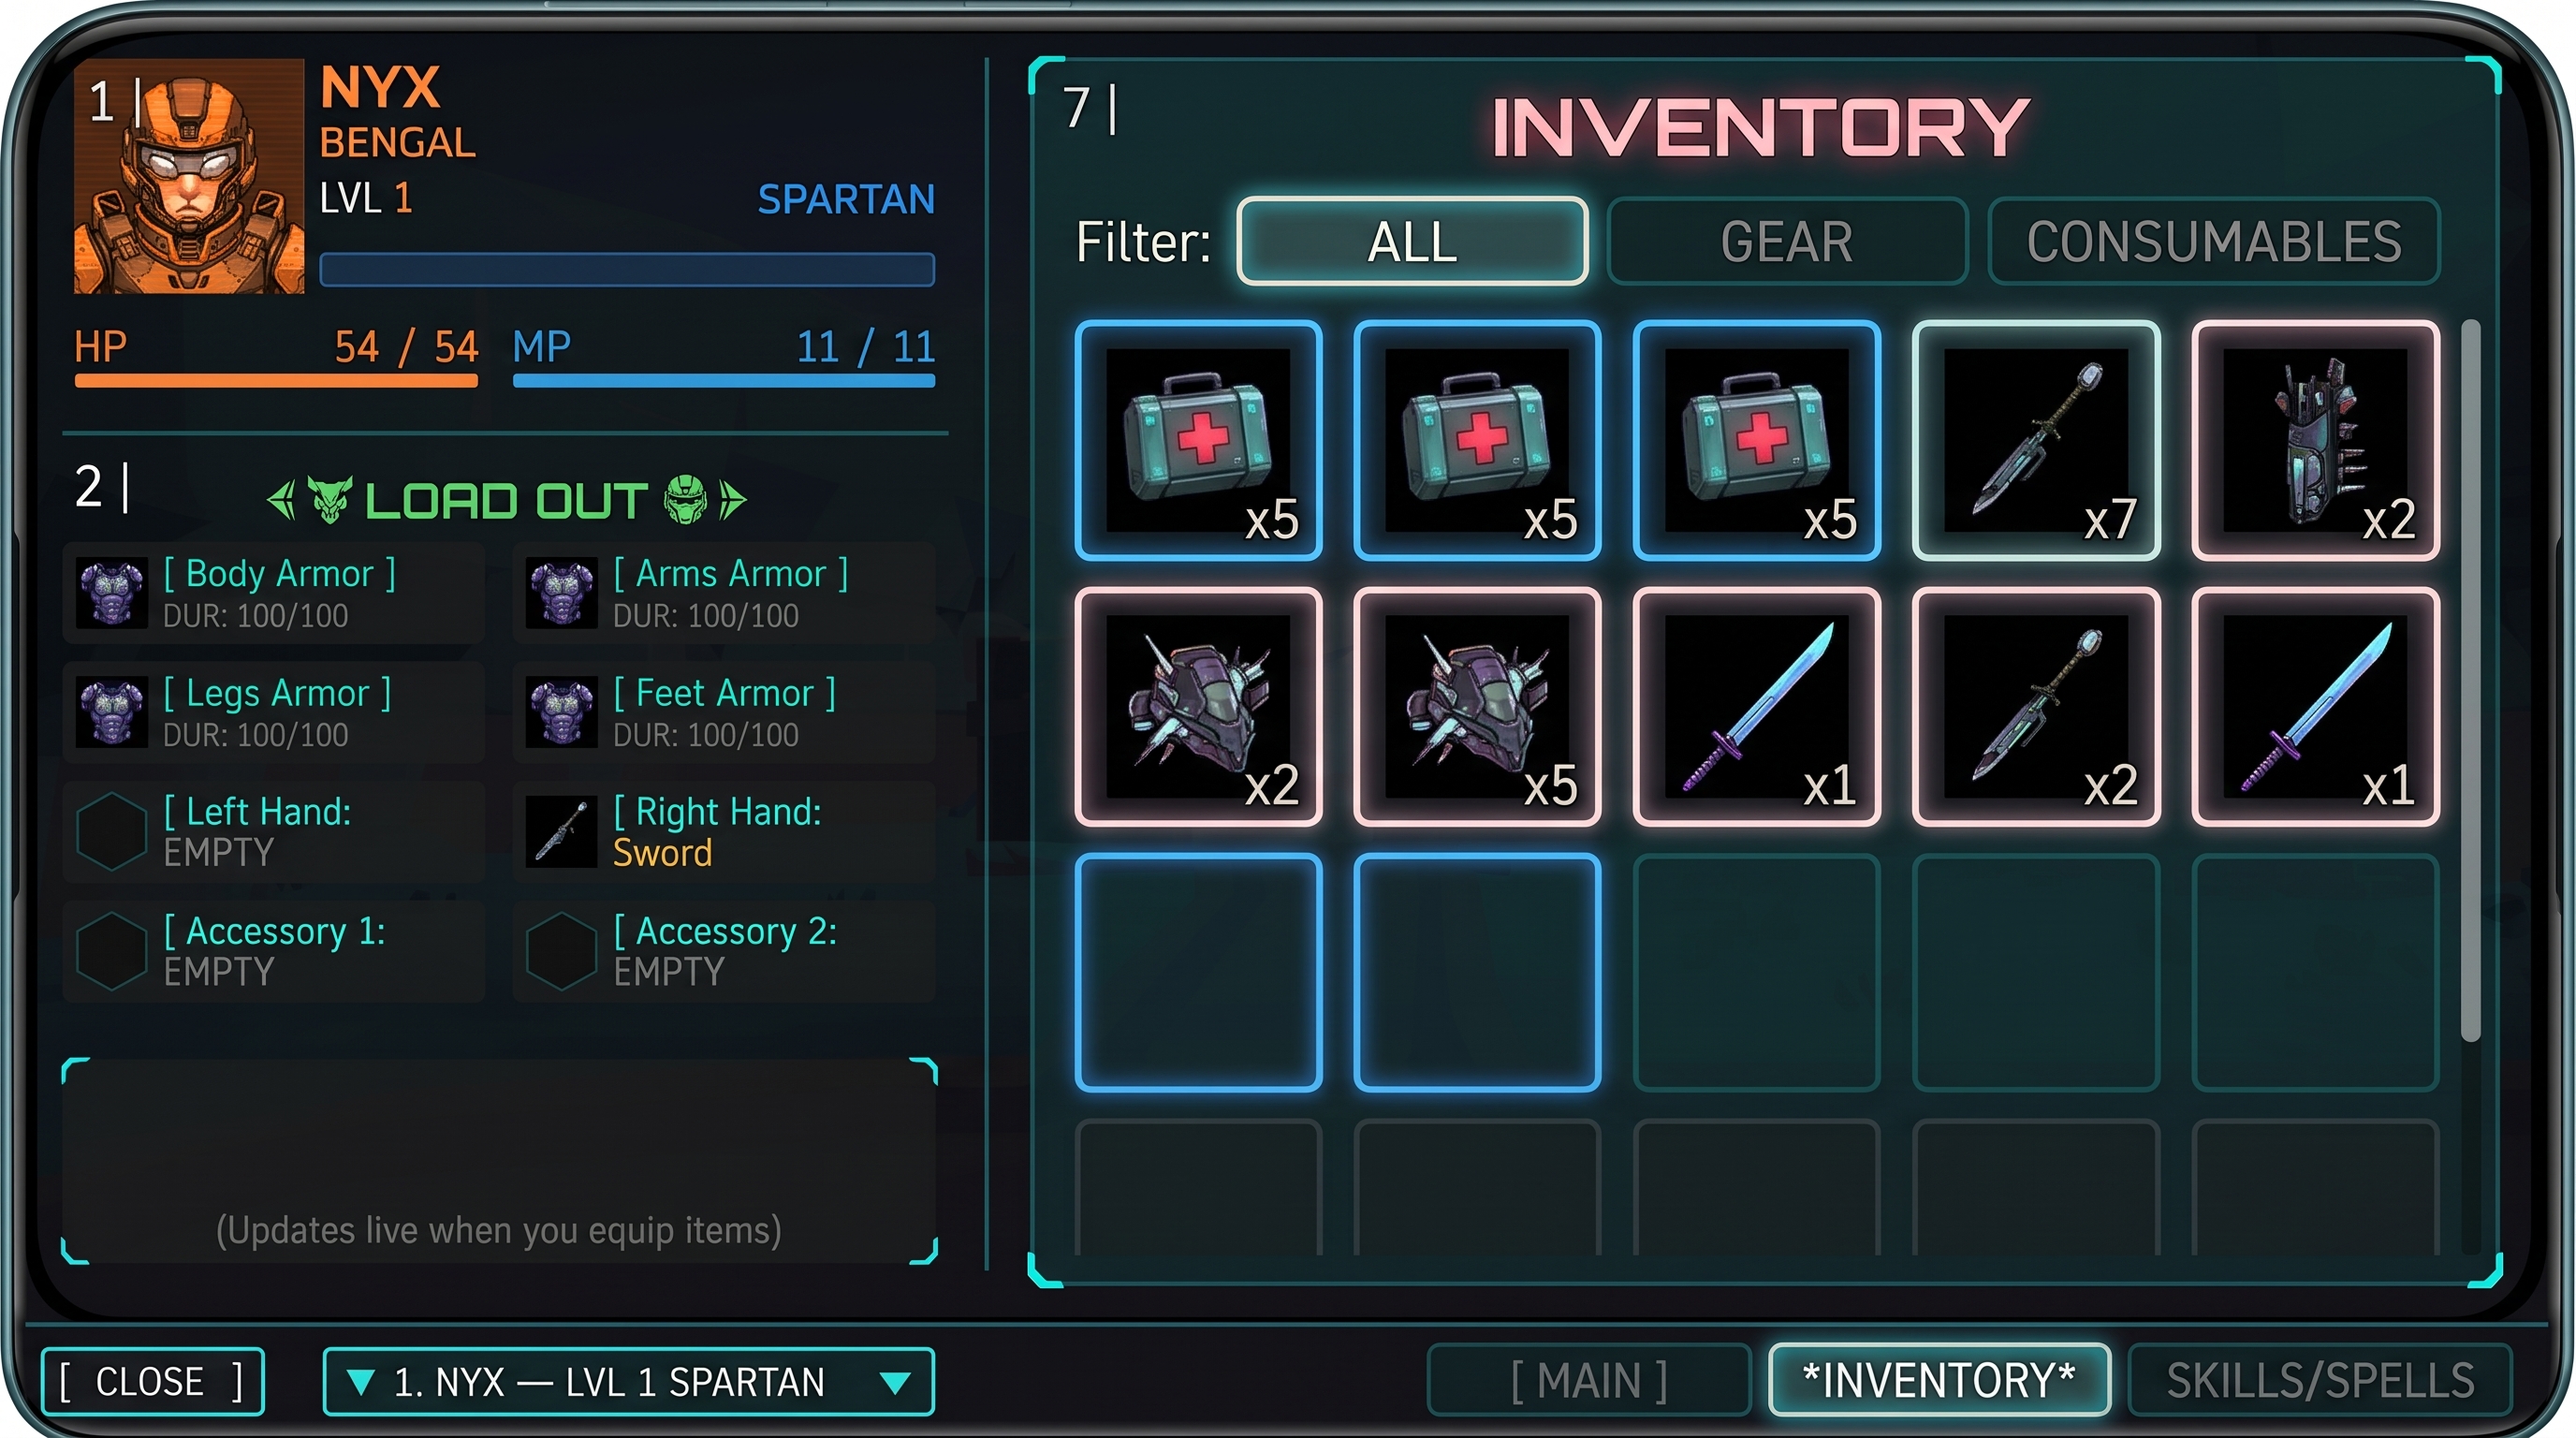 1 |
NYX
BENGAL
LVL 1
SPARTAN
HP 54 / 54
MP 11 / 11
2 |
LOAD OUT
[ Body Armor ]
DUR: 100/100
[ Arms Armor ]
DUR: 100/100
[ Legs Armor ]
DUR: 100/100
[ Feet Armor ]
DUR: 100/100
[ Left Hand:
EMPTY
[ Right Hand:
Sword
[ Accessory 1:
EMPTY
[ Accessory 2:
EMPTY
(Updates live when you equip items)
7 |
INVENTORY
Filter: ALL GEAR CONSUMABLES
x5 x5 x5 x7 x2
x2 x5 x1 x2 x1
[ CLOSE ]
1. NYX — LVL 1 SPARTAN
[ MAIN ]
*INVENTORY*
SKILLS/SPELLS